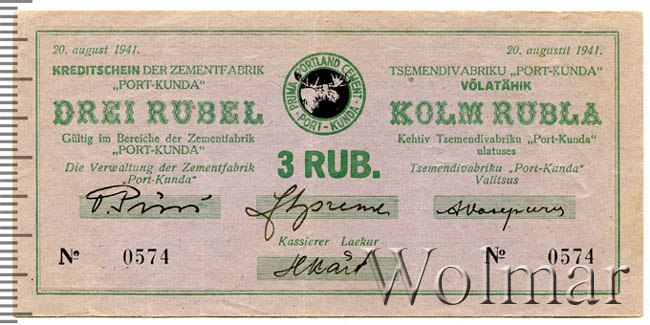 20. august 1941.
KREDITSCHEIN DER ZEMENTFABRIK
„PORT-KUNDA"
DREI RUBEL
Gültig im Bereiche der Zementfabrik
„PORT-KUNDA"
Die Verwaltung der Zementfabrik
„Port-Kunda"
PRIMA PORTLAND CEMENT
PORT-KUNDA
3 RUB.
Kassierer Laekur
20. augustil 1941.
TSEMENDIVABRIKU „PORT-KUNDA"
VÕLATÄHIK
KOLM RUBLA
Kehtiv Tsemendivabriku „Port-Kunda"
ulatuses
Tsemendivabriku „Port-Kunda"
Valitsus
№ 0574
№ 0574
Wolmar